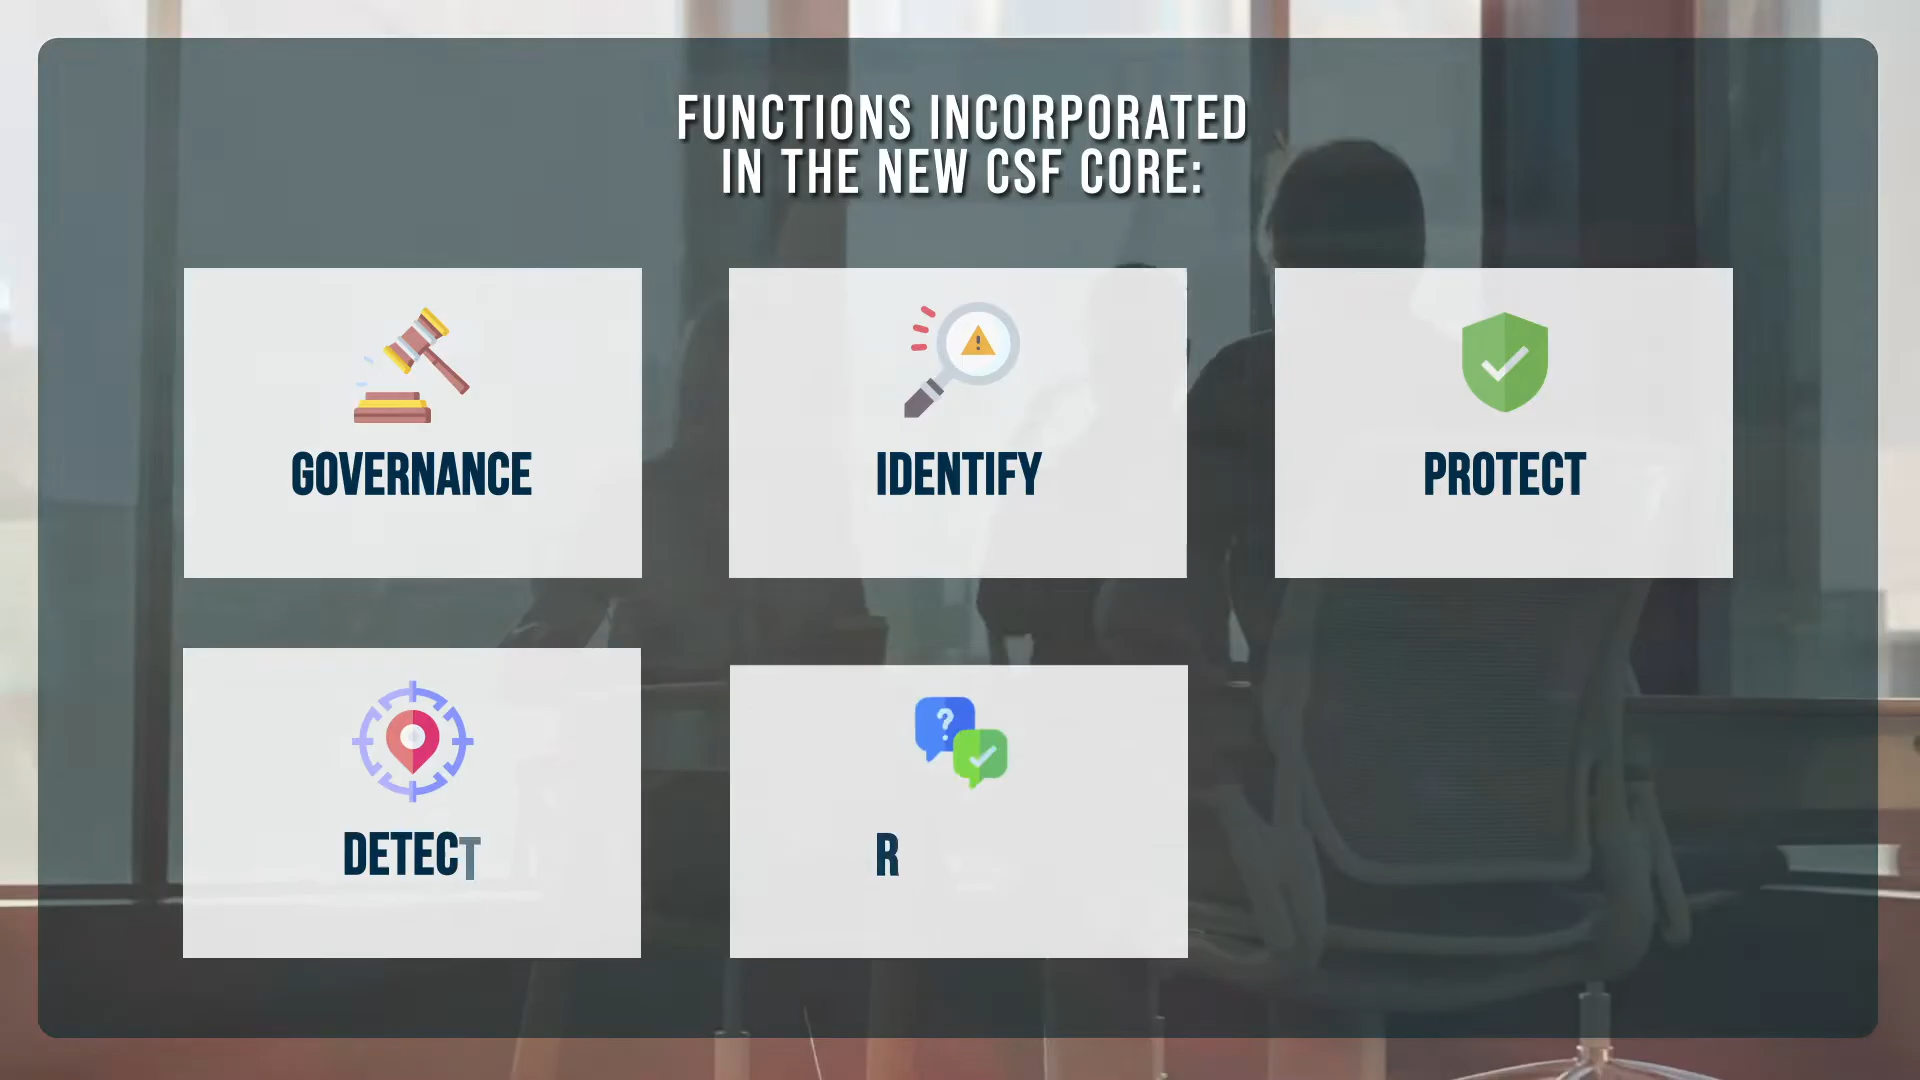 FUNCTIONS INCORPORATED
IN THE NEW CSF CORE:
GOVERNANCE
IDENTIFY
PROTECT
DETECT
R